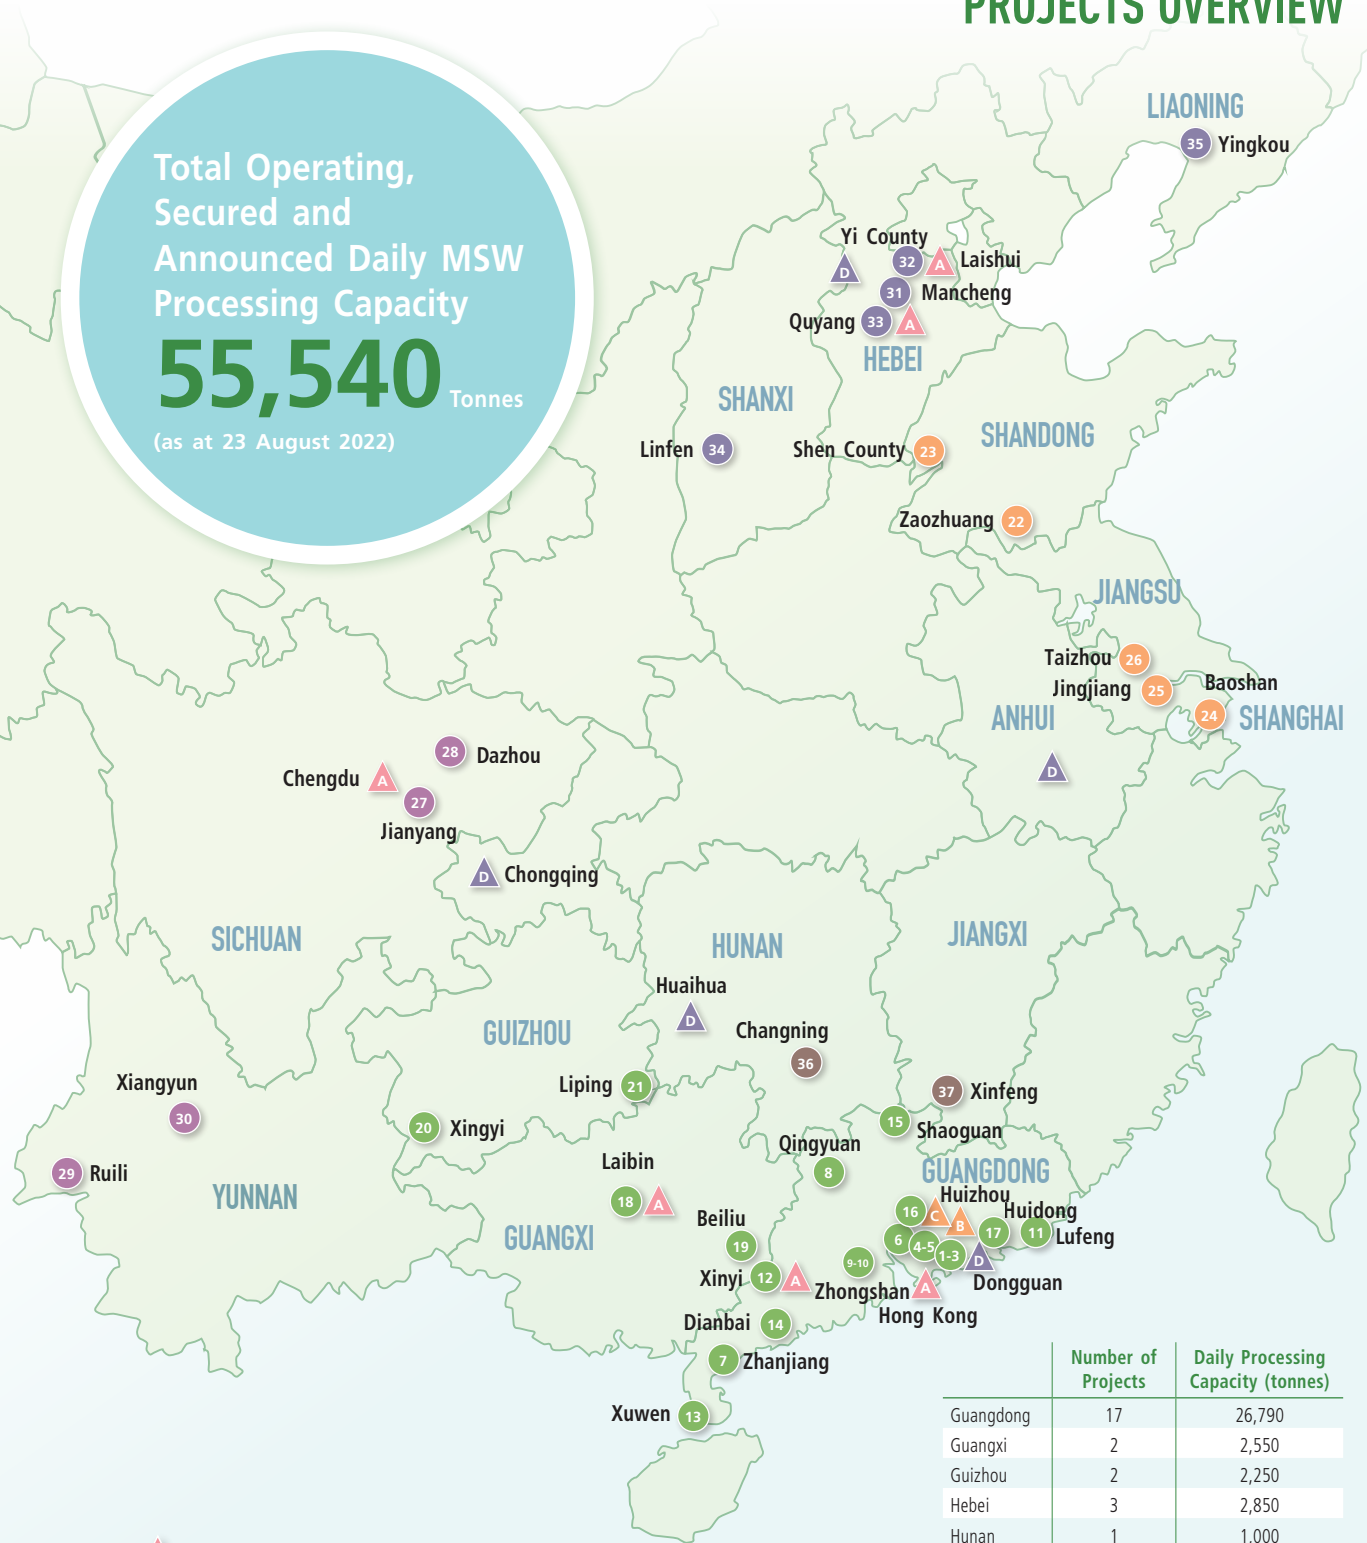 PROJECTS OVERVIEW
Total Operating,
Secured and
Announced Daily MSW
Processing Capacity
55,540 Tonnes
(as at 23 August 2022)
LIAONING
35 Yingkou
Yi County
D 32 A Laishui
31 Mancheng
Quyang 33 A
HEBEI
SHANXI
Linfen 34
Shen County 23
SHANDONG
Zaozhuang 22
JIANGSU
Taizhou 26
Jingjiang 25
Baoshan
24 SHANGHAI
ANHUI
D
28 Dazhou
Chengdu A
27
Jianyang
D Chongqing
SICHUAN
HUNAN
JIANGXI
Huaihua
D
GUIZHOU
Changning
36
Liping 21
37 Xinfeng
Xiangyun
30
20 Xingyi
15 Shaoguan
Qingyuan
8
29 Ruili
YUNNAN
Laibin
18 A
GUANGXI
GUANGDONG
Huizhou
16 C B
Huidong
17 11 Lufeng
6 4-5 1-3 D
Dongguan
Beiliu
19
9-10
Xinyi 12 A
Zhongshan A
Hong Kong
Dianbai 14
7 Zhanjiang
Xuwen 13
Number of Projects Daily Processing Capacity (tonnes)
Guangdong 17 26,790
Guangxi 2 2,550
Guizhou 2 2,250
Hebei 3 2,850
Hunan 1 1,000